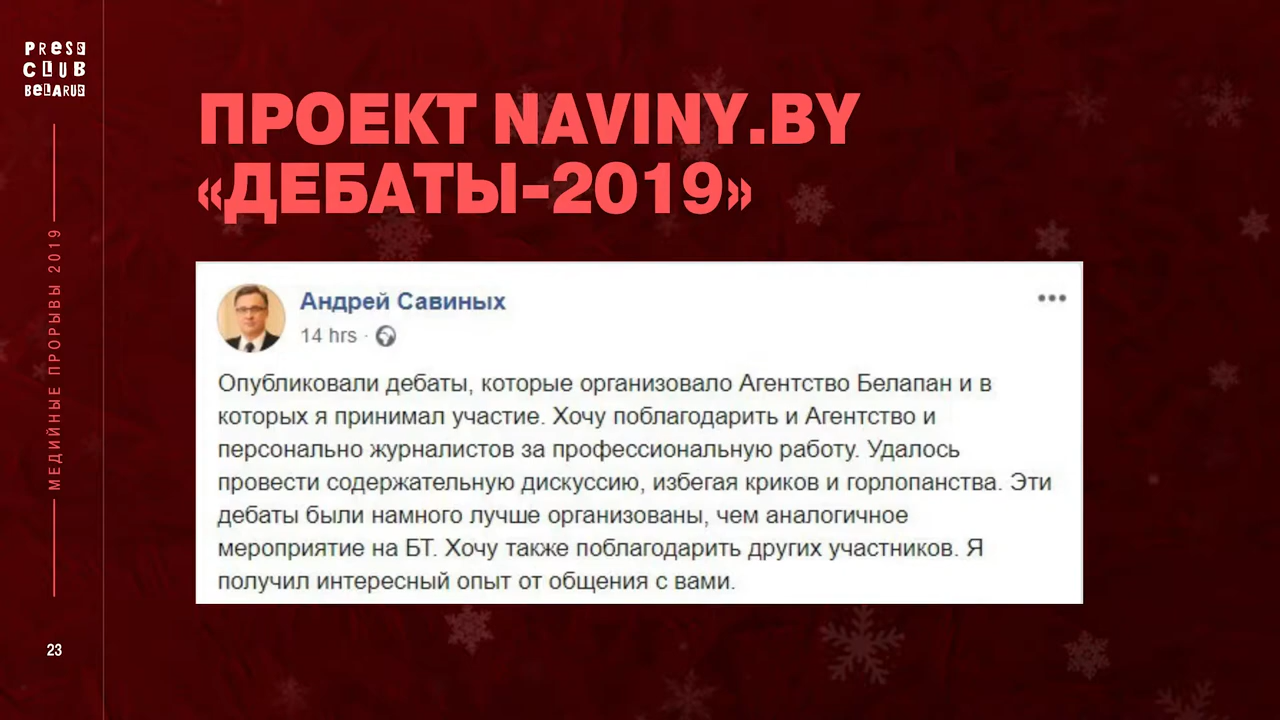 PRESS
CLUB
BELARUS
МЕДИЙНЫЕ ПРОРЫВЫ 2019
23
ПРОЕКТ NAVINY.BY
«ДЕБАТЫ-2019»
Андрей Савиных
14 hrs ·
Опубликовали дебаты, которые организовало Агентство Белапан и в
которых я принимал участие. Хочу поблагодарить и Агентство и
персонально журналистов за профессиональную работу. Удалось
провести содержательную дискуссию, избегая криков и горлопанства. Эти
дебаты были намного лучше организованы, чем аналогичное
мероприятие на БТ. Хочу также поблагодарить других участников. Я
получил интересный опыт от общения с вами.